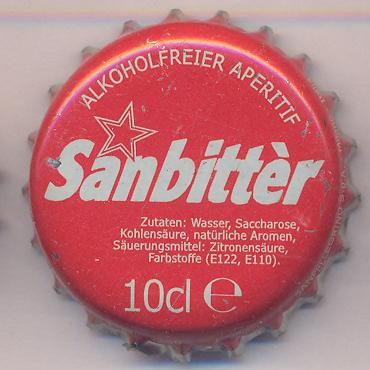 ALKOHOLFREIER APERITIF
Sanbittèr
Zutaten: Wasser, Saccharose,
Kohlensäure, natürliche Aromen,
Säuerungsmittel: Zitronensäure,
Farbstoffe (E122, E110).
10cl e